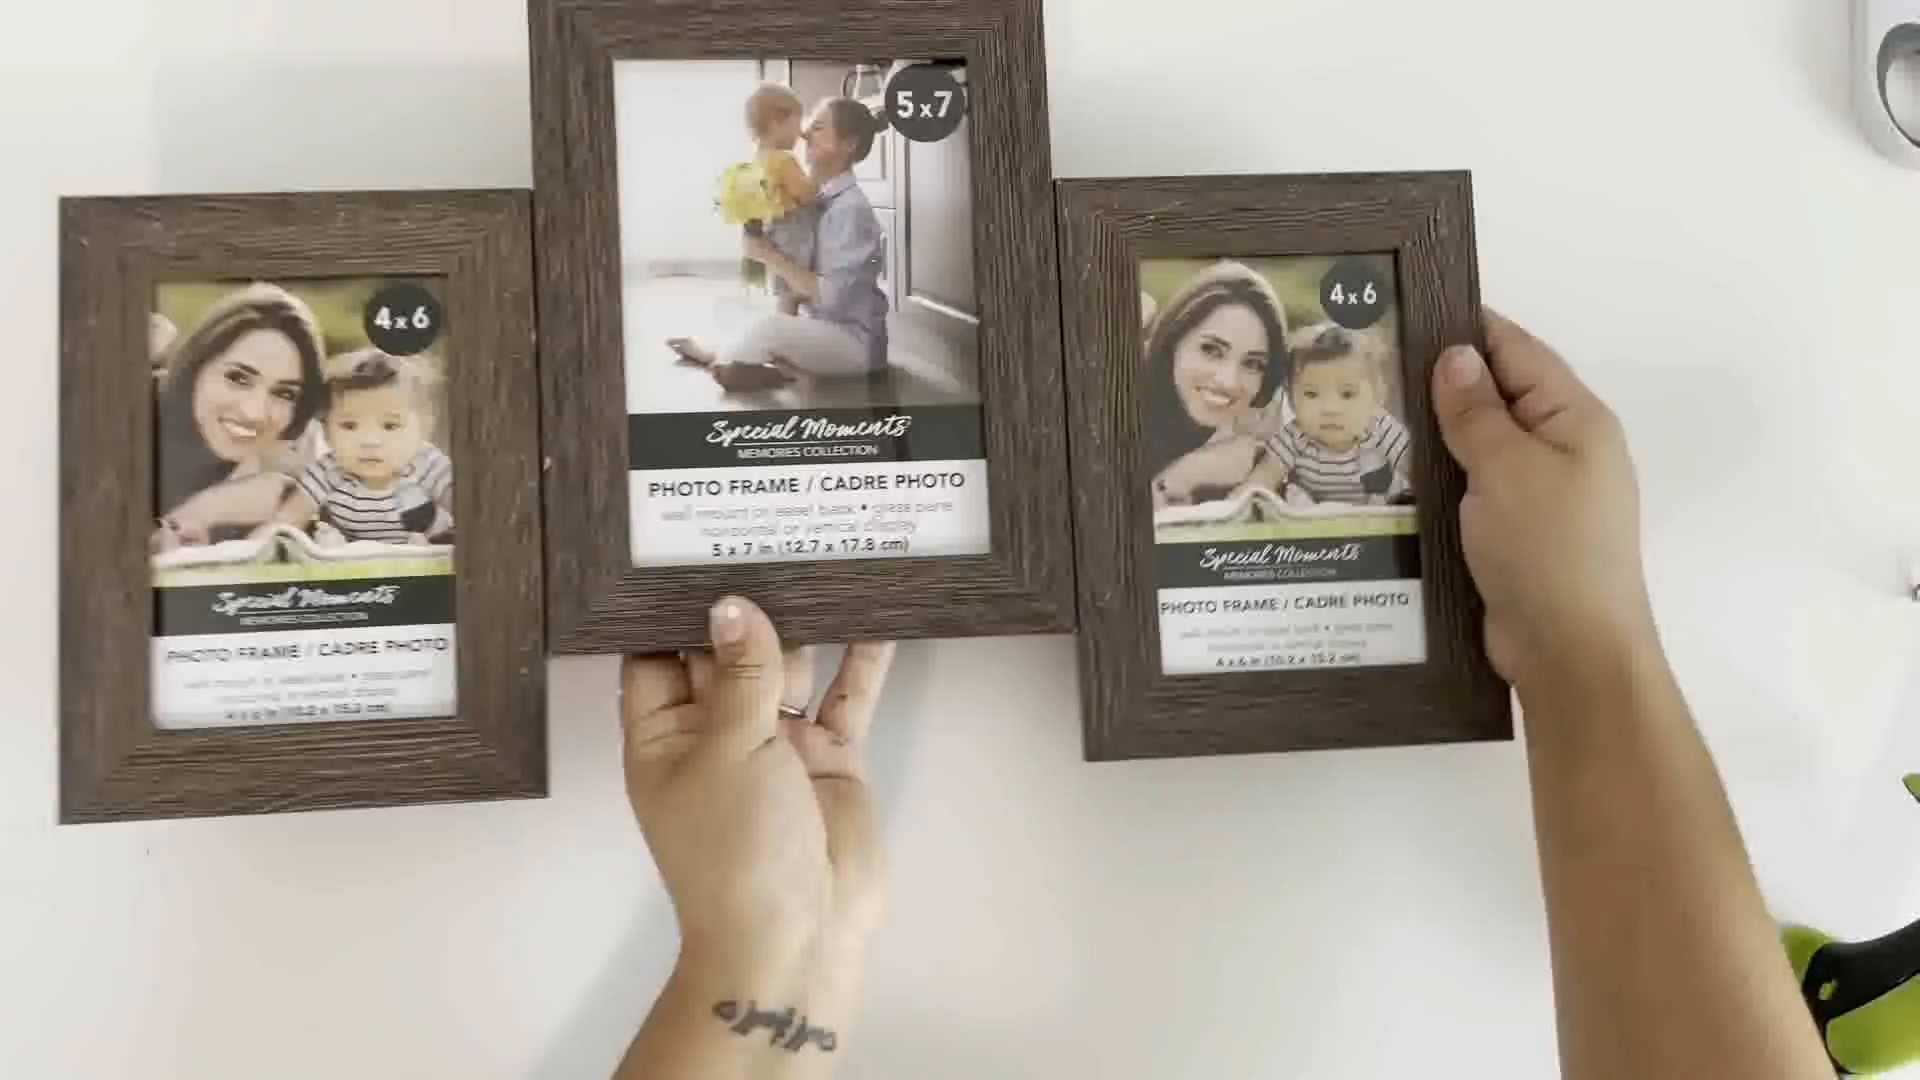 4x6
Special Moments
MEMORIES COLLECTION
PHOTO FRAME / CADRE PHOTO
5x7
Special Moments
MEMORIES COLLECTION
PHOTO FRAME / CADRE PHOTO
wall mount or easel back • glass pane
horizontal or vertical display
5 x 7 in (12.7 x 17.8 cm)
4x6
Special Moments
MEMORIES COLLECTION
PHOTO FRAME / CADRE PHOTO
4 x 6 in (10.2 x 15.2 cm)